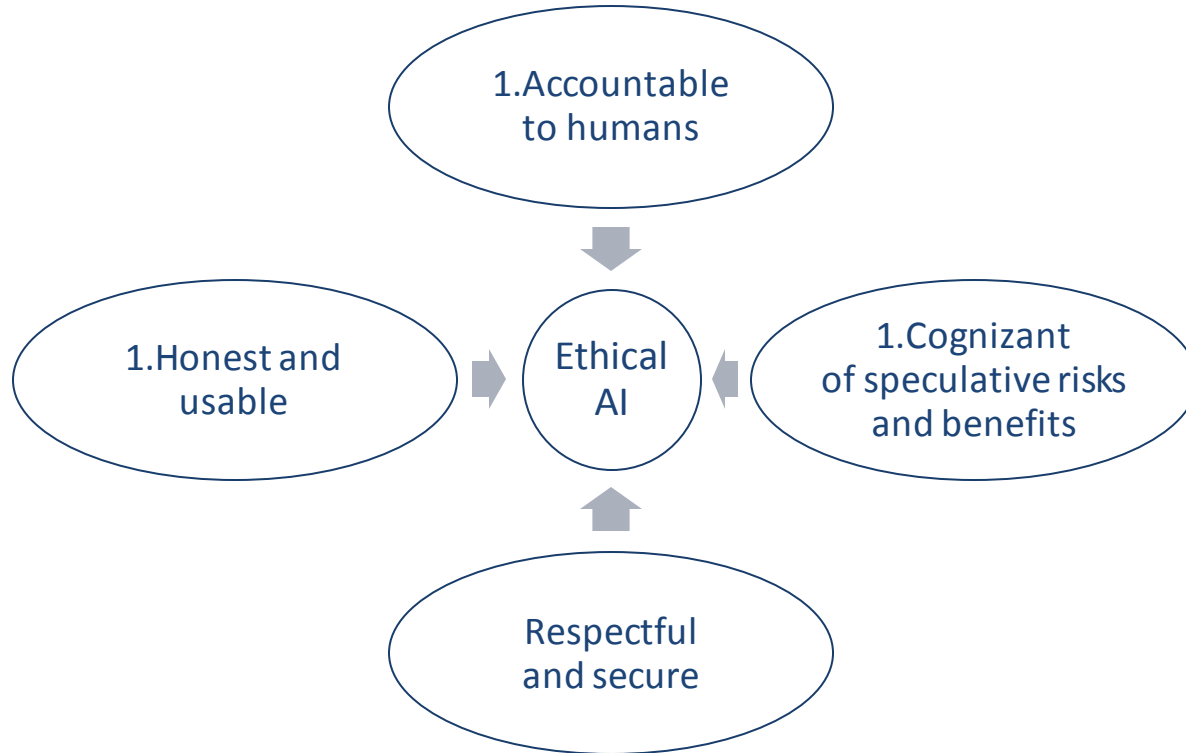 1.Accountable
to humans
1.Honest and
usable
Ethical
AI
1.Cognizant
of speculative risks
and benefits
Respectful
and secure